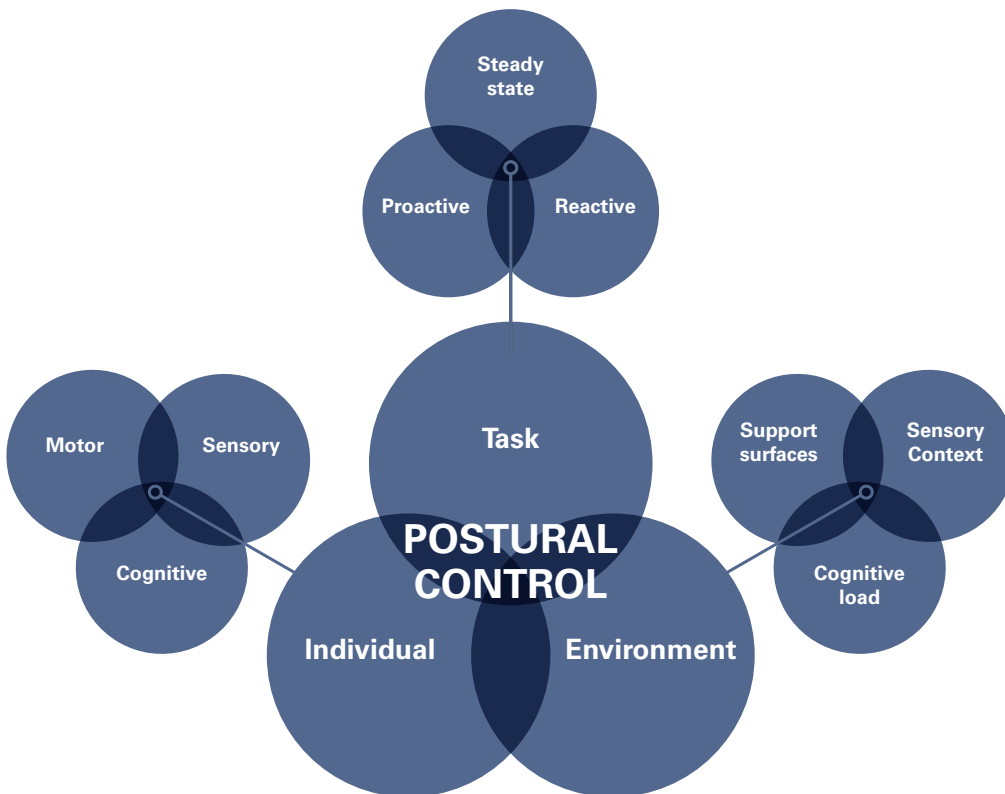 Steady
state
Proactive
Reactive
Motor
Sensory
Cognitive
Task
Support
surfaces
Sensory
Context
Cognitive
load
POSTURAL
CONTROL
Individual
Environment